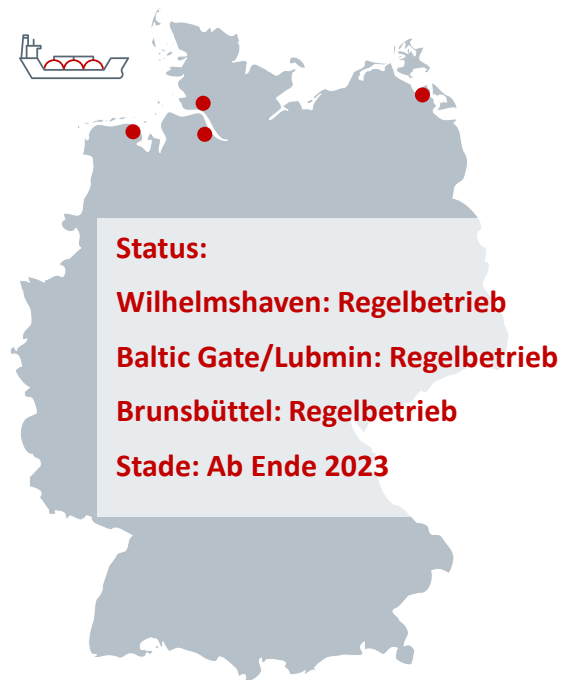 Status:
Wilhelmshaven: Regelbetrieb
Baltic Gate/Lubmin: Regelbetrieb
Brunsbüttel: Regelbetrieb
Stade: Ab Ende 2023